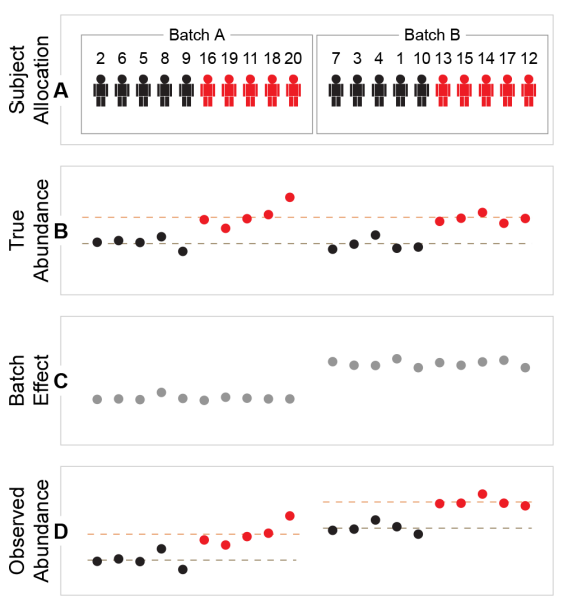 Batch A
Batch B
2 6 5 8 9 16 19 11 18 20
7 3 4 1 10 13 15 14 17 12
Subject
Allocation
A
True
Abundance
B
Batch
Effect
C
Observed
Abundance
D